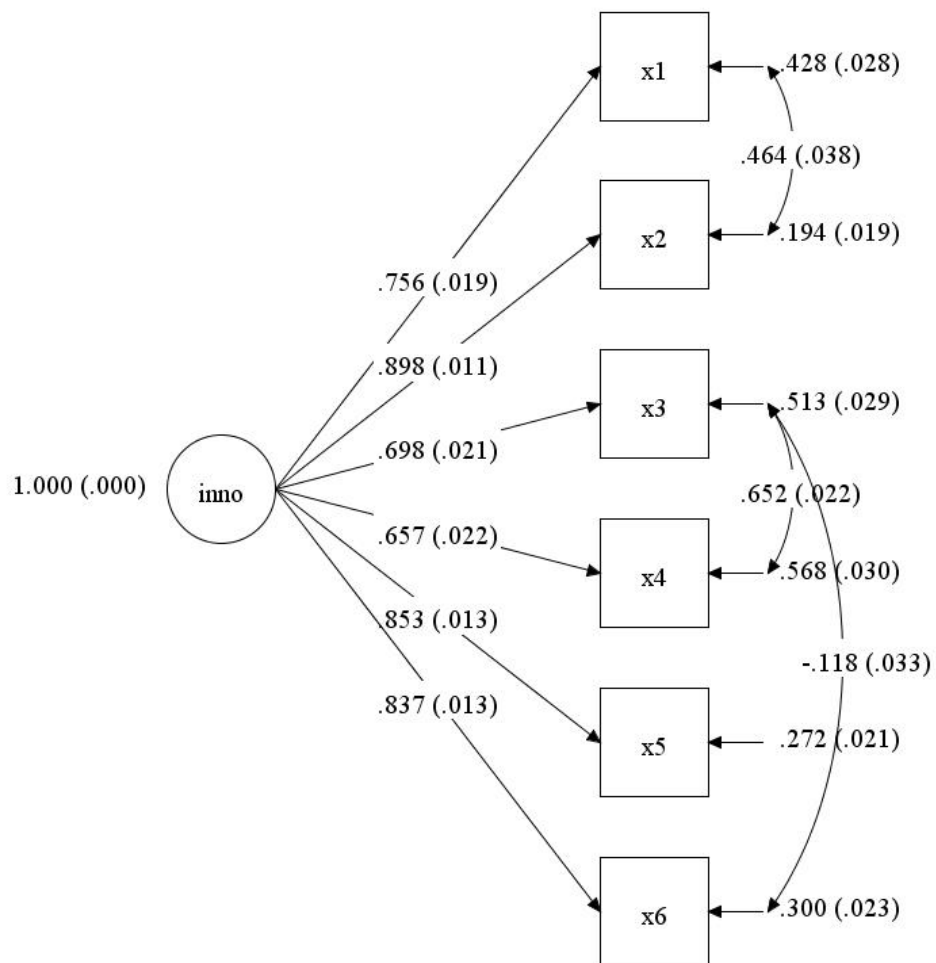 x1
.428 (.028)
.464 (.038)
x2
.194 (.019)
.756 (.019)
.898 (.011)
x3
.513 (.029)
.698 (.021)
1.000 (.000)
inno
.652 (.022)
.657 (.022)
x4
.568 (.030)
.853 (.013)
-.118 (.033)
.837 (.013)
x5
.272 (.021)
x6
.300 (.023)